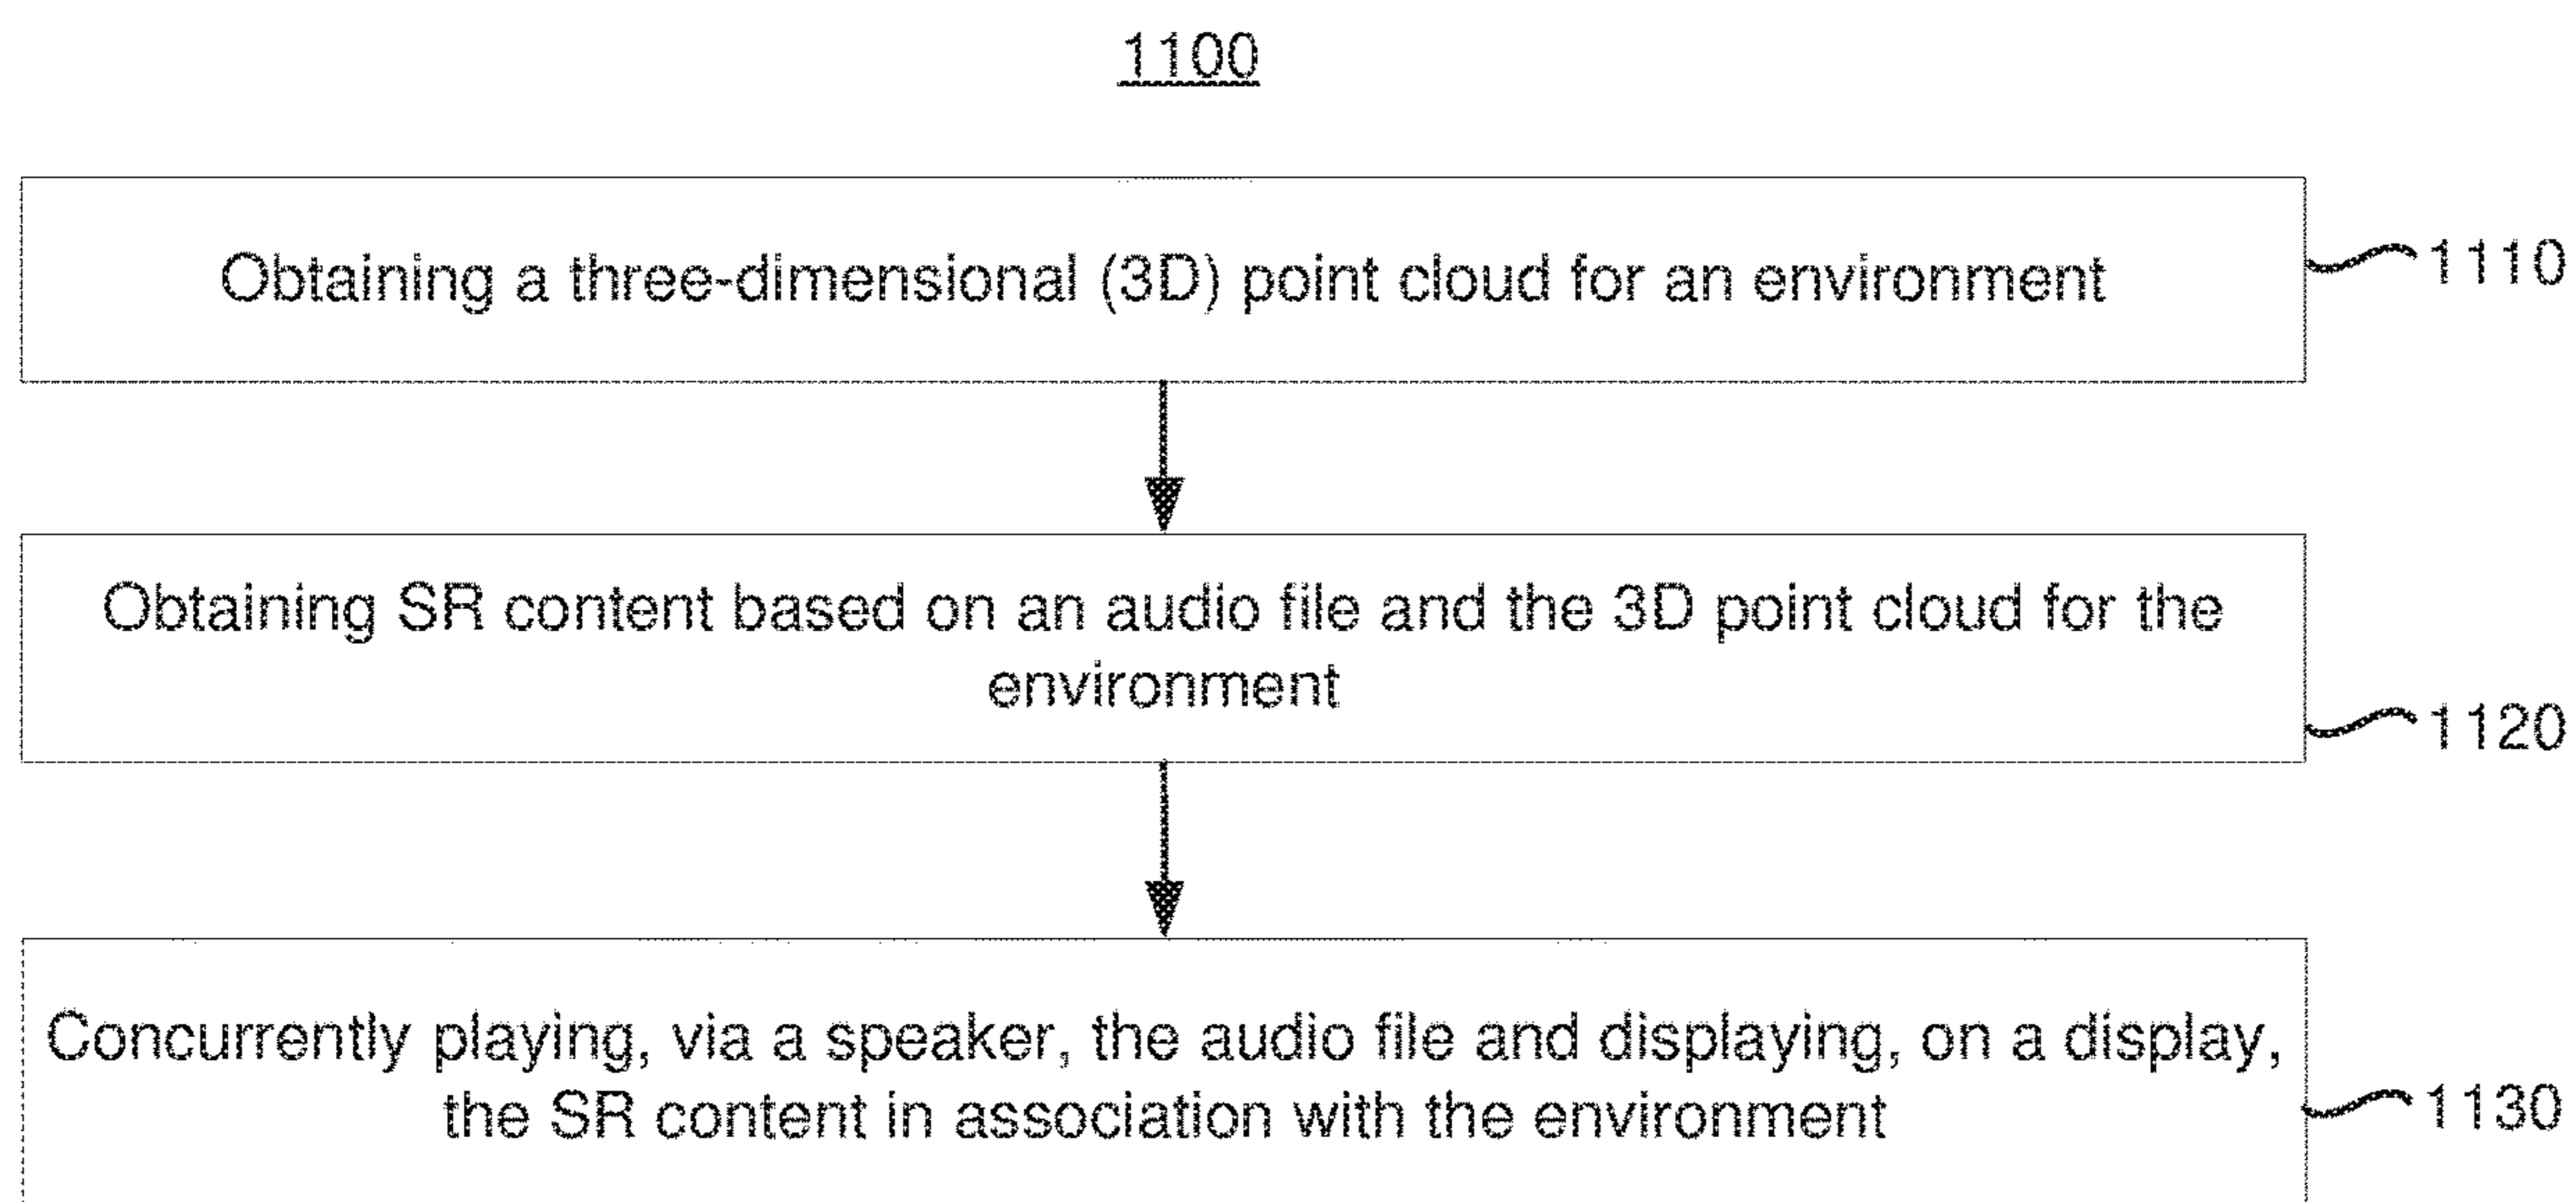 1100
Obtaining a three-dimensional (3D) point cloud for an environment
1110
Obtaining SR content based on an audio file and the 3D point cloud for the
environment
1120
Concurrently playing, via a speaker, the audio file and displaying, on a display,
the SR content in association with the environment
1130